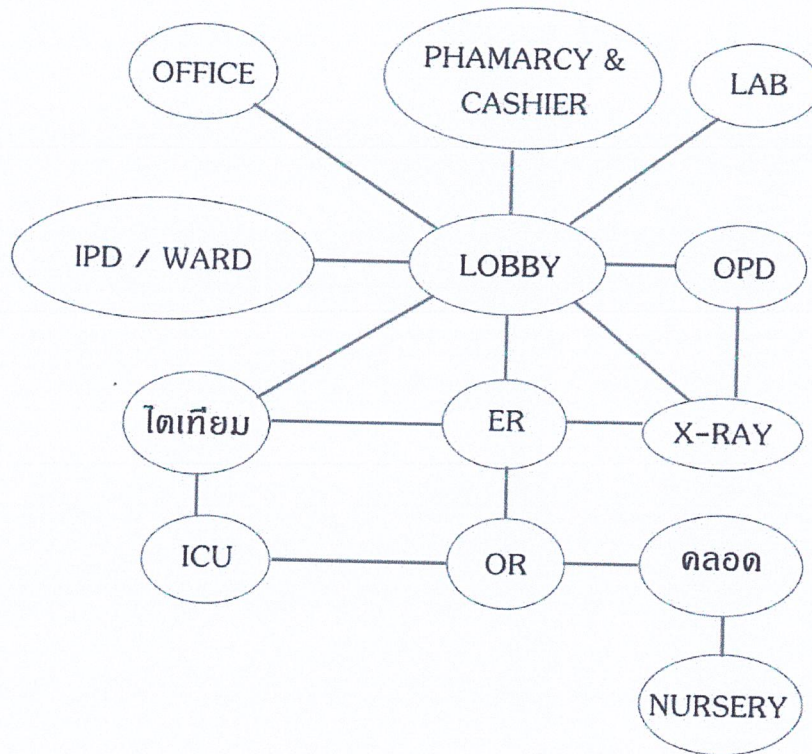 OFFICE
PHAMARCY &
CASHIER
LAB
IPD / WARD
LOBBY
OPD
ไตเทียม
ER
X-RAY
ICU
OR
คลอด
NURSERY